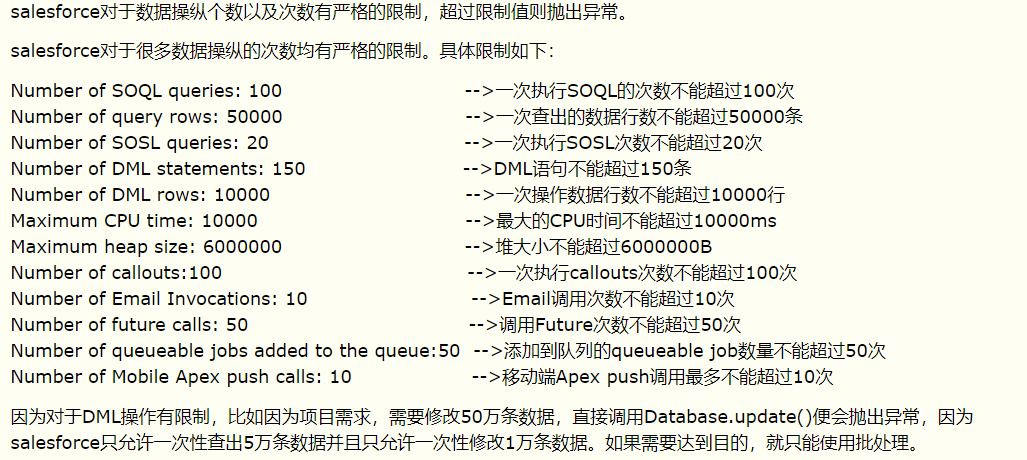 salesforce对于数据操纵个数以及次数有严格的限制，超过限制值则抛出异常。
salesforce对于很多数据操纵的次数均有严格的限制。具体限制如下：
Number of SOQL queries: 100 -->一次执行SOQL的次数不能超过100次
Number of query rows: 50000 -->一次查出的数据行数不能超过50000条
Number of SOSL queries: 20 -->一次执行SOSL次数不能超过20次
Number of DML statements: 150 -->DML语句不能超过150条
Number of DML rows: 10000 -->一次操作数据行数不能超过10000行
Maximum CPU time: 10000 -->最大的CPU时间不能超过10000ms
Maximum heap size: 6000000 -->堆大小不能超过6000000B
Number of callouts:100 -->一次执行callouts次数不能超过100次
Number of Email Invocations: 10 -->Email调用次数不能超过10次
Number of future calls: 50 -->调用Future次数不能超过50次
Number of queueable jobs added to the queue:50 -->添加到队列的queueable job数量不能超过50次
Number of Mobile Apex push calls: 10 -->移动端Apex push调用最多不能超过10次
因为对于DML操作有限制，比如因为项目需求，需要修改50万条数据，直接调用Database.update()便会抛出异常，因为
salesforce只允许一次性查出5万条数据并且只允许一次性修改1万条数据。如果需要达到目的，就只能使用批处理。